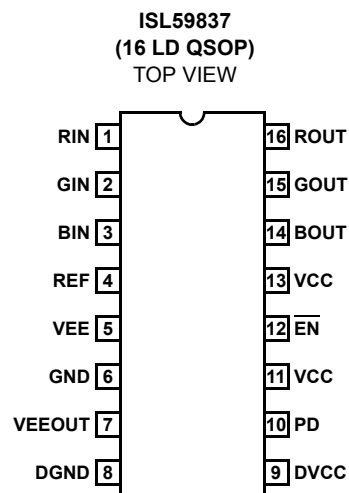 ISL59837
(16 LD QSOP)
TOP VIEW
RIN 1 16 ROUT
GIN 2 15 GOUT
BIN 3 14 BOUT
REF 4 13 VCC
VEE 5 12 EN
GND 6 11 VCC
VEEOUT 7 10 PD
DGND 8 9 DVCC